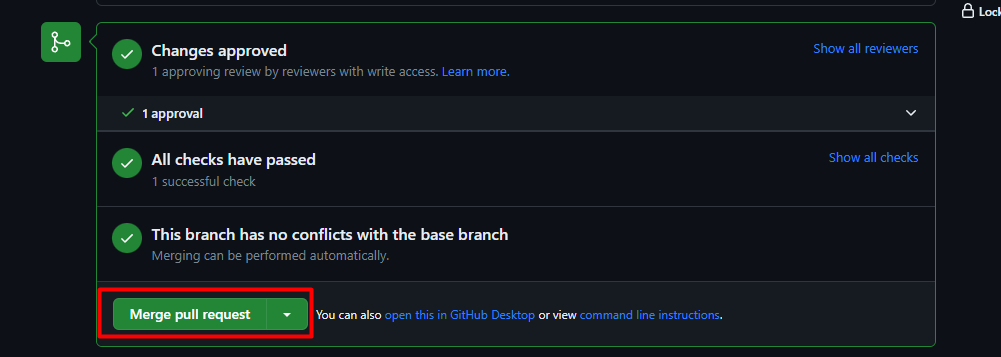 Lock
Changes approved
Show all reviewers
1 approving review by reviewers with write access. Learn more.
1 approval
All checks have passed
Show all checks
1 successful check
This branch has no conflicts with the base branch
Merging can be performed automatically.
Merge pull request
You can also open this in GitHub Desktop or view command line instructions.